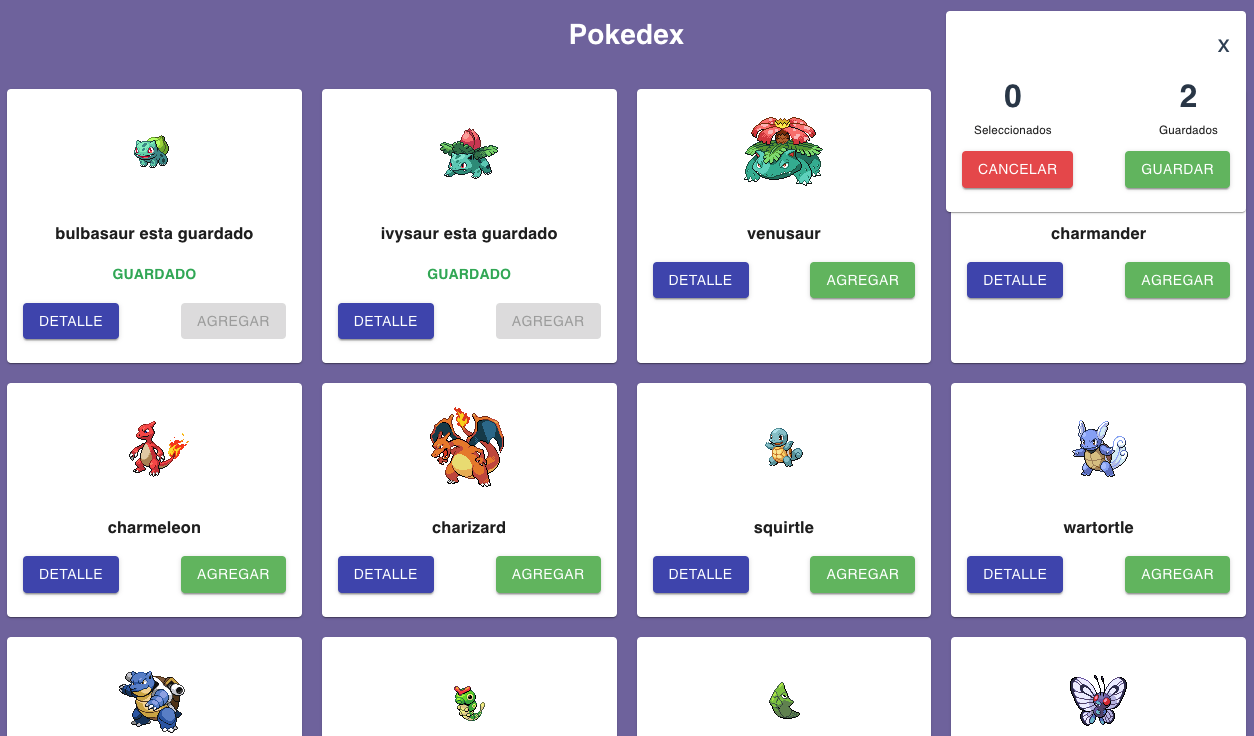 Pokedex
X
0
2
Seleccionados
Guardados
CANCELAR
GUARDAR
bulbasaur esta guardado
GUARDADO
DETALLE
AGREGAR
ivysaur esta guardado
GUARDADO
DETALLE
AGREGAR
venusaur
DETALLE
AGREGAR
charmander
DETALLE
AGREGAR
charmeleon
DETALLE
AGREGAR
charizard
DETALLE
AGREGAR
squirtle
DETALLE
AGREGAR
wartortle
DETALLE
AGREGAR